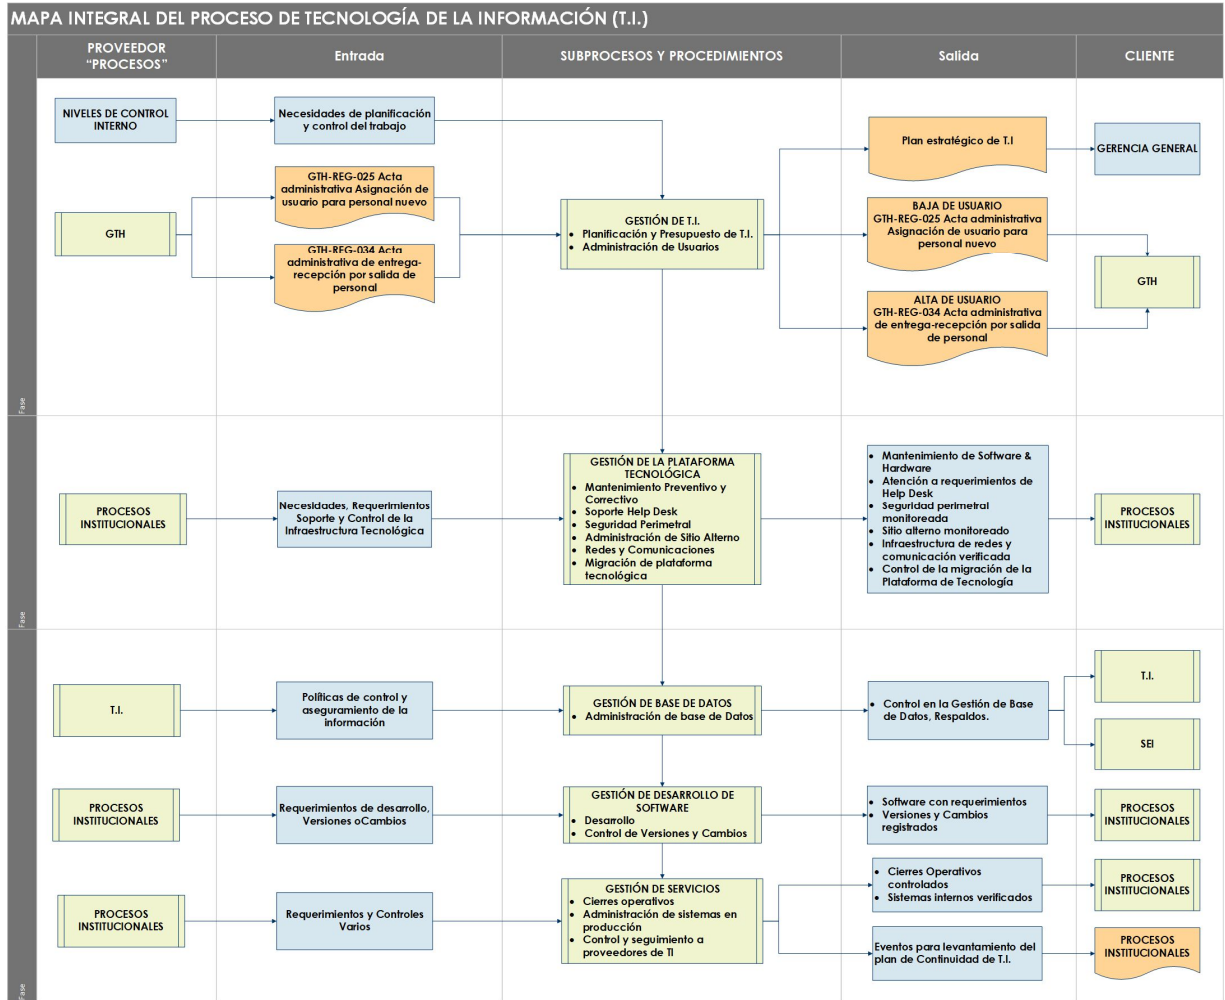 MAPA INTEGRAL DEL PROCESO DE TECNOLOGÍA DE LA INFORMACIÓN (T.I.)
PROVEEDOR
“PROCESOS”
Entrada
SUBPROCESOS Y PROCEDIMIENTOS
Salida
CLIENTE
NIVELES DE CONTROL
INTERNO
Necesidades de planificación
y control del trabajo
GTH
GTH-REG-025 Acta
administrativa Asignación de
usuario para personal nuevo
GTH-REG-034 Acta
administrativa de entrega-
recepción por salida de
personal
GESTIÓN DE T.I.
• Planificación y Presupuesto de T.I.
• Administración de Usuarios
Plan estratégico de T.I
GERENCIA GENERAL
BAJA DE USUARIO
GTH-REG-025 Acta administrativa
Asignación de usuario para
personal nuevo
ALTA DE USUARIO
GTH-REG-034 Acta administrativa
de entrega-recepción por salida
de personal
GTH
Fase
PROCESOS
INSTITUCIONALES
Necesidades, Requerimientos
Soporte y Control de la
Infraestructura Tecnológica
GESTIÓN DE LA PLATAFORMA
TECNOLÓGICA
• Mantenimiento Preventivo y
Correctivo
• Soporte Help Desk
• Seguridad Perimetral
• Administración de Sitio Alterno
• Redes y Comunicaciones
• Migración de plataforma
tecnológica
• Mantenimiento de Software &
Hardware
• Atención a requerimientos de
Help Desk
• Seguridad perimetral
monitoreada
• Sitio alterno monitoreado
• Infraestructura de redes y
comunicación verificada
• Control de la migración de la
Plataforma de Tecnología
PROCESOS
INSTITUCIONALES
Fase
T.I.
Políticas de control y
aseguramiento de la
información
GESTIÓN DE BASE DE DATOS
• Administración de base de Datos
• Control en la Gestión de Base
de Datos, Respaldos.
T.I.
SEI
PROCESOS
INSTITUCIONALES
Requerimientos de desarrollo,
Versiones oCambios
GESTIÓN DE DESARROLLO DE
SOFTWARE
• Desarrollo
• Control de Versiones y Cambios
• Software con requerimientos
• Versiones y Cambios
registrados
PROCESOS
INSTITUCIONALES
PROCESOS
INSTITUCIONALES
Requerimientos y Controles
Varios
GESTIÓN DE SERVICIOS
• Cierres operativos
• Administración de sistemas en
producción
• Control y seguimiento a
proveedores de TI
• Cierres Operativos
controlados
• Sistemas internos verificados
PROCESOS
INSTITUCIONALES
Eventos para levantamiento del
plan de Continuidad de T.I.
PROCESOS
INSTITUCIONALES
Fase